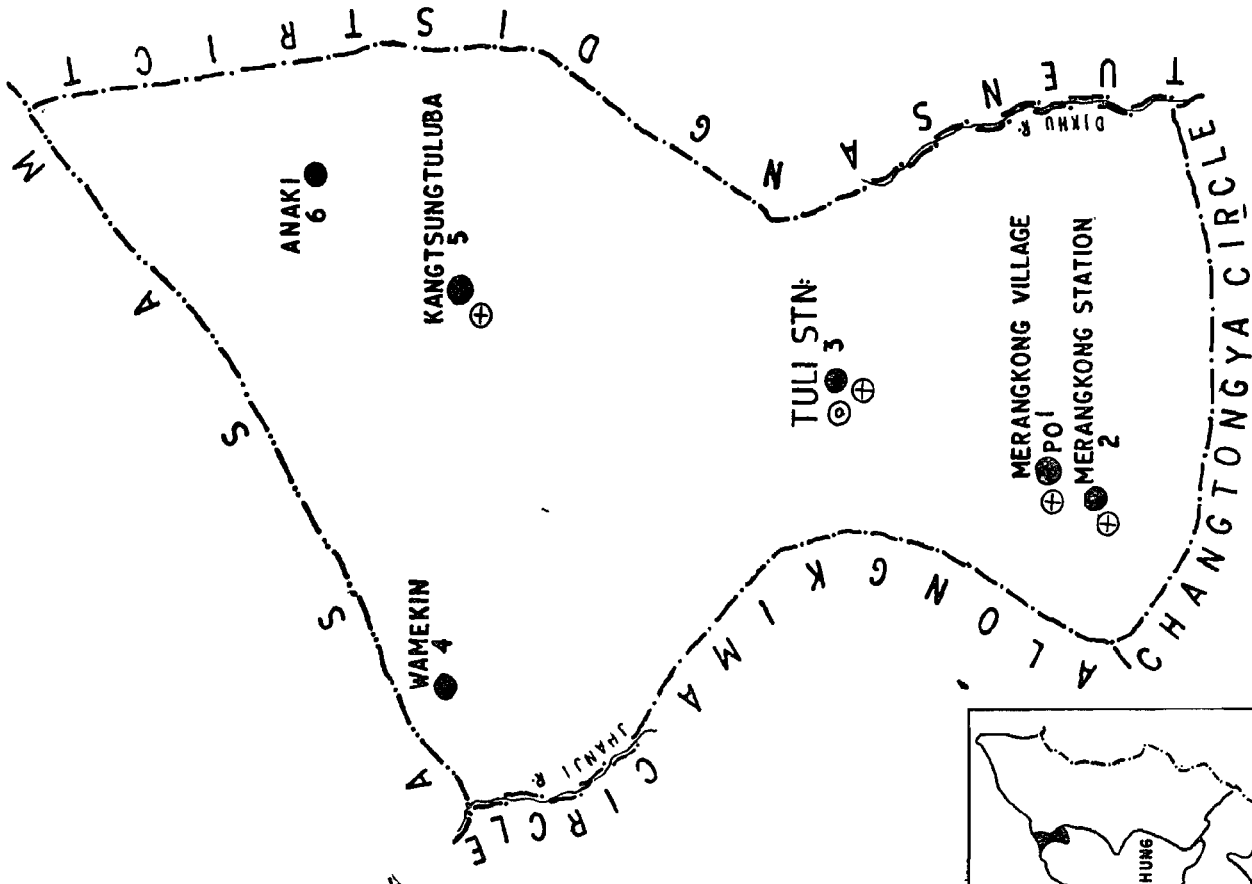 ASSAM
TUENSANG DISTRICT
ALONGKIMA CIRCLE
CHANGTONGYA CIRCLE
ANAKI
6
KANGTSUNGTULUBA
5
WAMEKIN
4
TULI STN:
3
MERANGKONG VILLAGE
PO 1
MERANGKONG STATION
2
DIKHU R.
JHANJI R.
HUNG